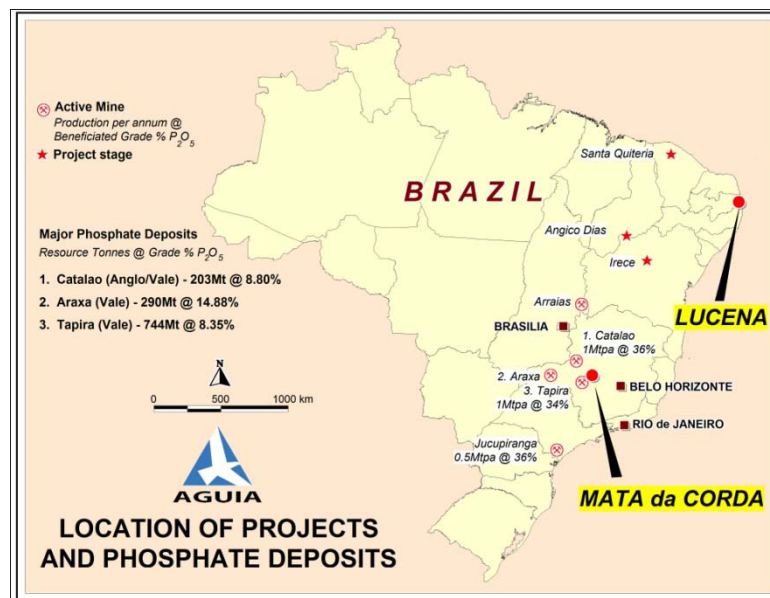 Active Mine
Production per annum @
Beneficiated Grade % P2O5
Project stage
Major Phosphate Deposits
Resource Tonnes @ Grade % P2O5
1. Catalao (Anglo/Vale) - 203Mt @ 8.80%
2. Araxa (Vale) - 290Mt @ 14.88%
3. Tapira (Vale) - 744Mt @ 8.35%
N
0 500 1000 km
AGUIA
LOCATION OF PROJECTS
AND PHOSPHATE DEPOSITS
BRAZIL
Santa Quiteria
Angico Dias
Irece
LUCENA
Arraias
BRASILIA
1. Catalao
1Mtpa @ 36%
2. Araxa
3. Tapira
1Mtpa @ 34%
BELO HORIZONTE
RIO de JANEIRO
Jucupiranga
0.5Mtpa @ 36%
MATA da CORDA